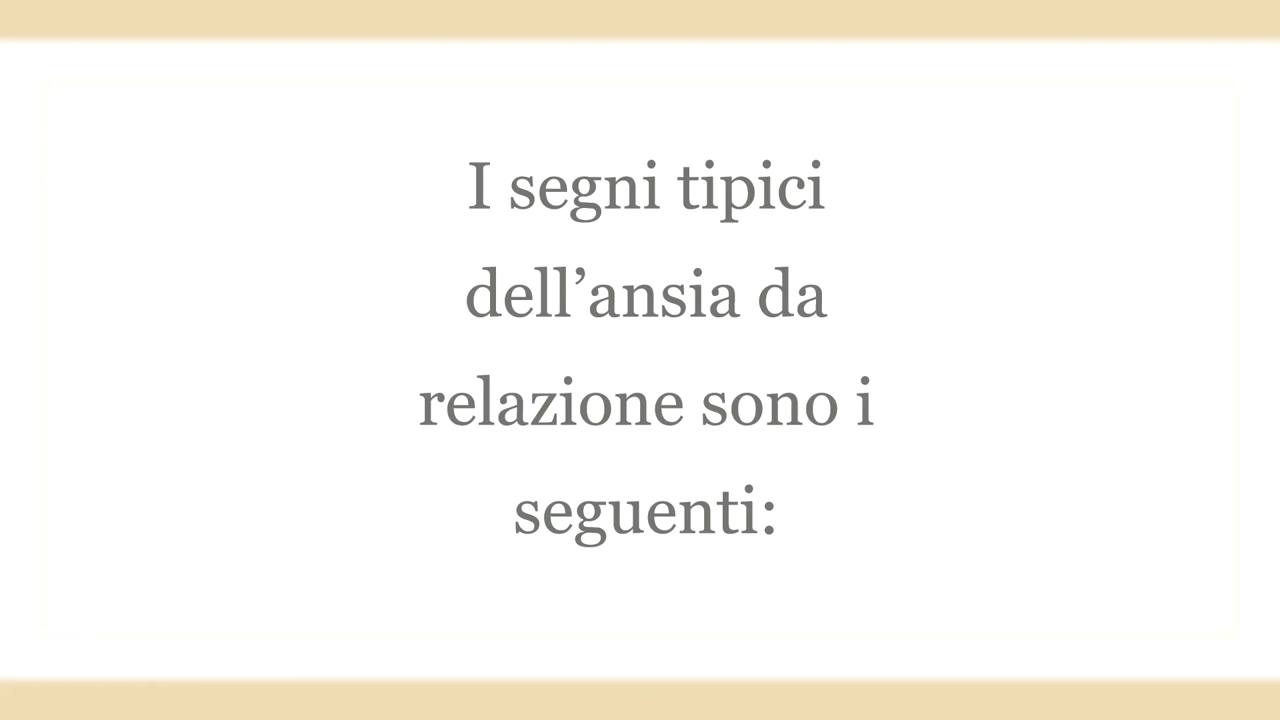 I segni tipici
dell’ansia da
relazione sono i
seguenti: